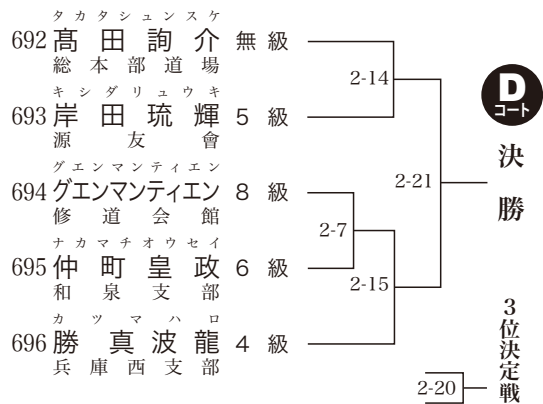 タカタシュンスケ
692 髙田詢介 無級
総本部道場
キシダリュウキ
693 岸田琉輝 5級
源友會
グエンマンティエン
694 グエンマンティエン 8級
修道会館
ナカマチオウセイ
695 仲町皇政 6級
和泉支部
カツマハロ
696 勝真波龍 4級
兵庫西支部
2-14
2-7
2-15
2-21
D
コート
決勝
3位決定戦
2-20